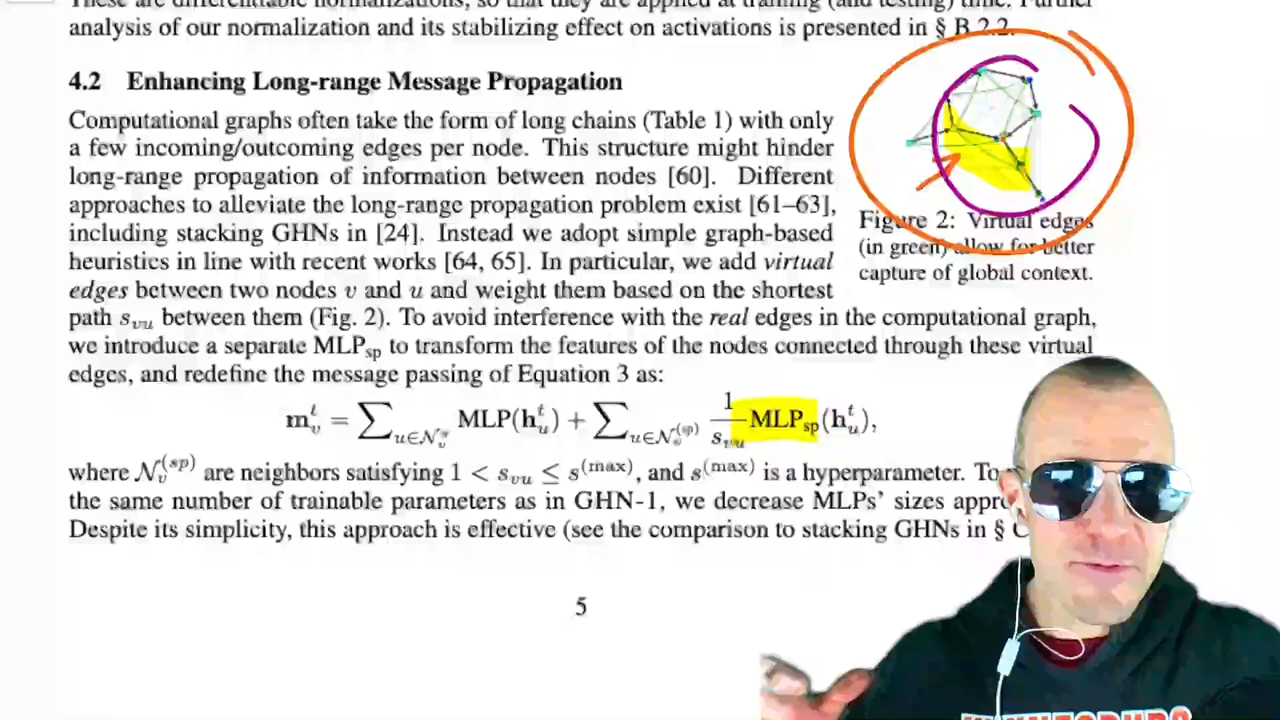 These are differentiable normalizations, so that they are applied at training (and testing) time. Further
analysis of our normalization and its stabilizing effect on activations is presented in § B.2.2.
4.2 Enhancing Long-range Message Propagation
Computational graphs often take the form of long chains (Table 1) with only
a few incoming/outcoming edges per node. This structure might hinder
long-range propagation of information between nodes [60]. Different
approaches to alleviate the long-range propagation problem exist [61–63],
including stacking GHNs in [24]. Instead we adopt simple graph-based
heuristics in line with recent works [64, 65]. In particular, we add virtual
edges between two nodes v and u and weight them based on the shortest
path s_vu between them (Fig. 2). To avoid interference with the real edges in the computational graph,
we introduce a separate MLP_sp to transform the features of the nodes connected through these virtual
edges, and redefine the message passing of Equation 3 as:
m_v^t = ∑_{u∈N_v^π} MLP(h_u^t) + ∑_{u∈N_v^{(sp)}} 1/s_vu MLP_sp(h_u^t),
where N_v^{(sp)} are neighbors satisfying 1 < s_vu ≤ s^{(max)}, and s^{(max)} is a hyperparameter. To
the same number of trainable parameters as in GHN-1, we decrease MLPs' sizes
Despite its simplicity, this approach is effective (see the comparison to stacking GHNs in §
5
Figure 2: Virtual edges
(in green) allow for better
capture of global context.